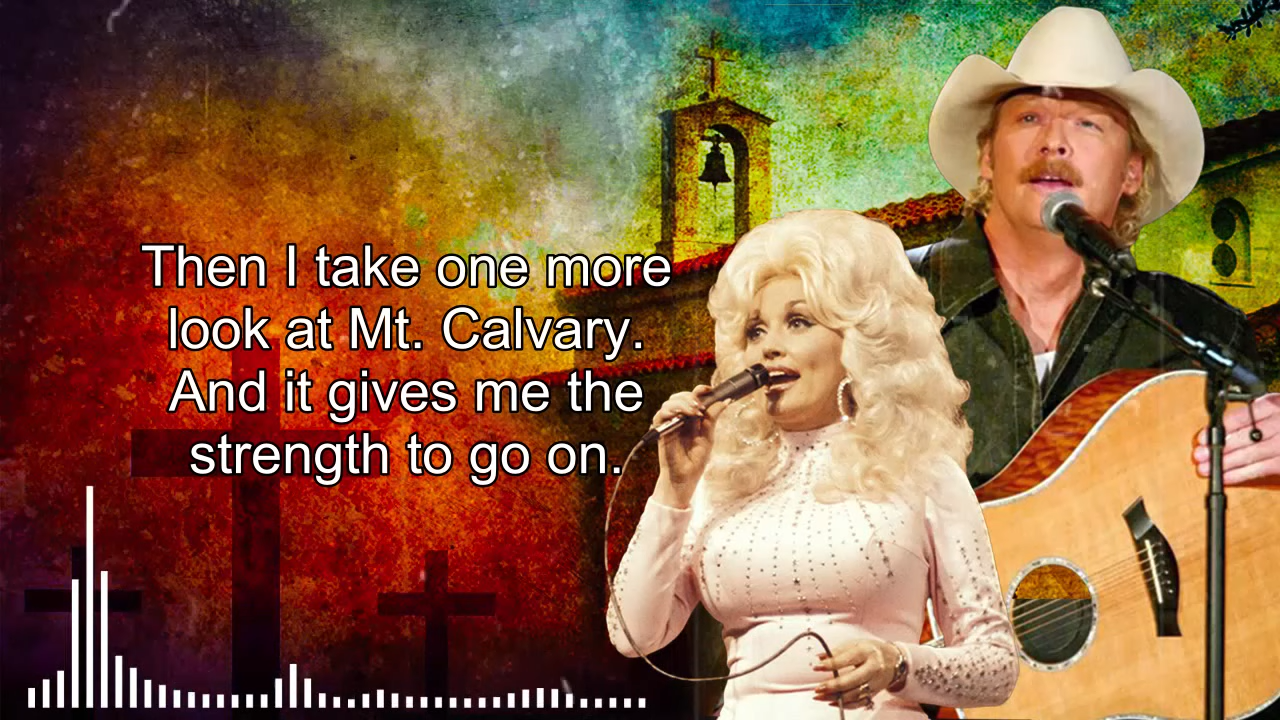 Then I take one more
look at Mt. Calvary.
And it gives me the
strength to go on.